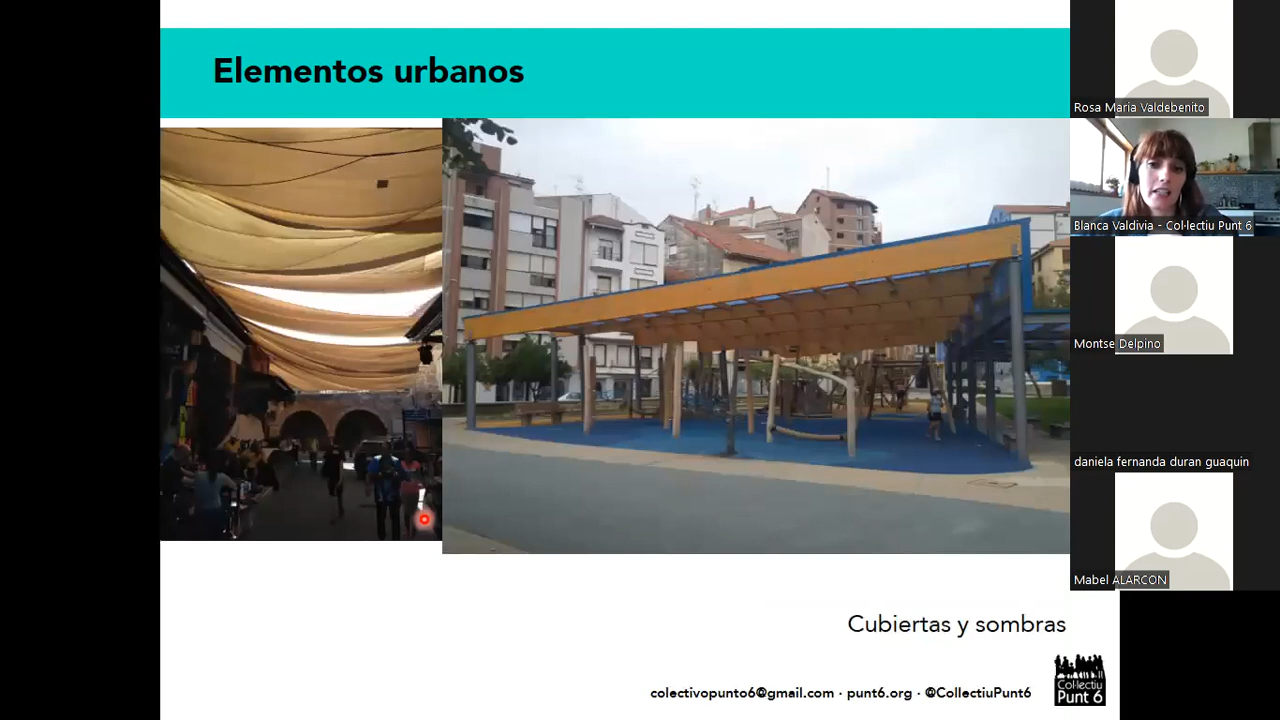 Elementos urbanos
Rosa Maria Valdebenito
Blanca Valdivia - Col·lectiu Punt 6
Montse Delpino
daniela fernanda duran guaquin
Mabel ALARCON
Cubiertas y sombras
colectivopunto6@gmail.com · punt6.org · @CollectiuPunt6
Col·lectiu
Punt 6